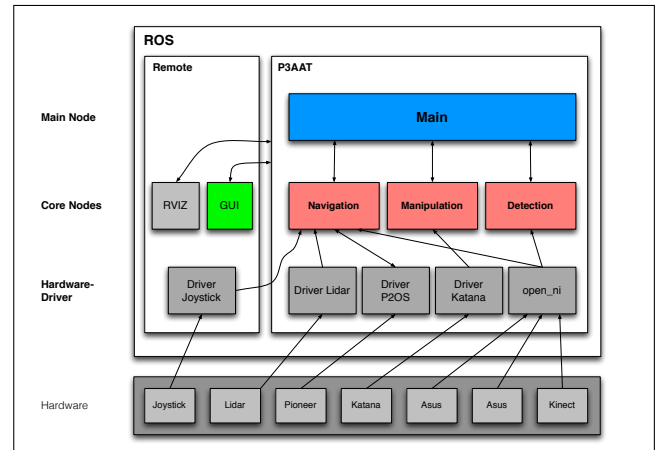 ROS
Remote
P3AAT
Main Node
Main
Core Nodes
RVIZ
GUI
Navigation
Manipulation
Detection
Hardware-
Driver
Driver
Joystick
Driver Lidar
Driver
P2OS
Driver
Katana
open_ni
Hardware
Joystick
Lidar
Pioneer
Katana
Asus
Asus
Kinect